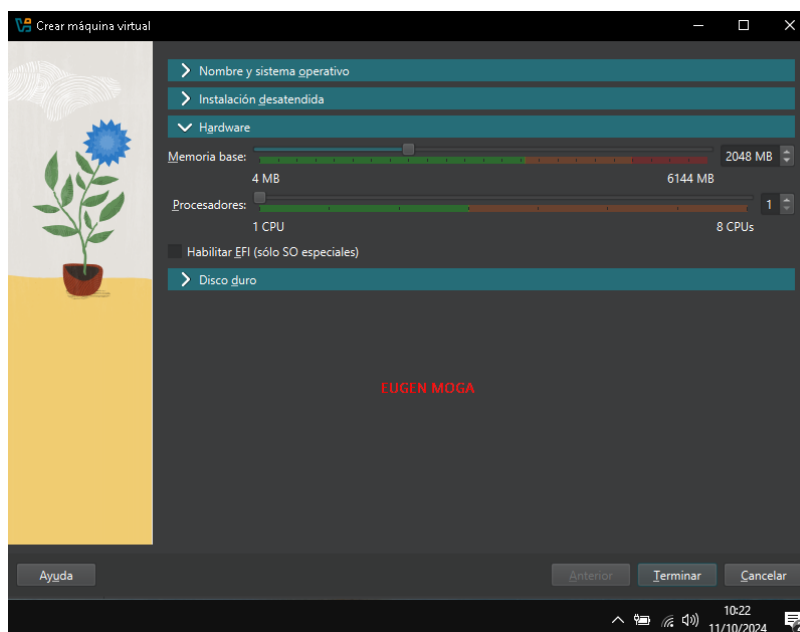 Crear máquina virtual
Nombre y sistema operativo
Instalación desatendida
Hardware
Memoria base: 2048 MB
4 MB 6144 MB
Procesadores: 1
1 CPU 8 CPUs
Habilitar EFI (sólo SO especiales)
Disco duro
EUGEN MOGA
Ayuda Anterior Terminar Cancelar
10:22
11/10/2024